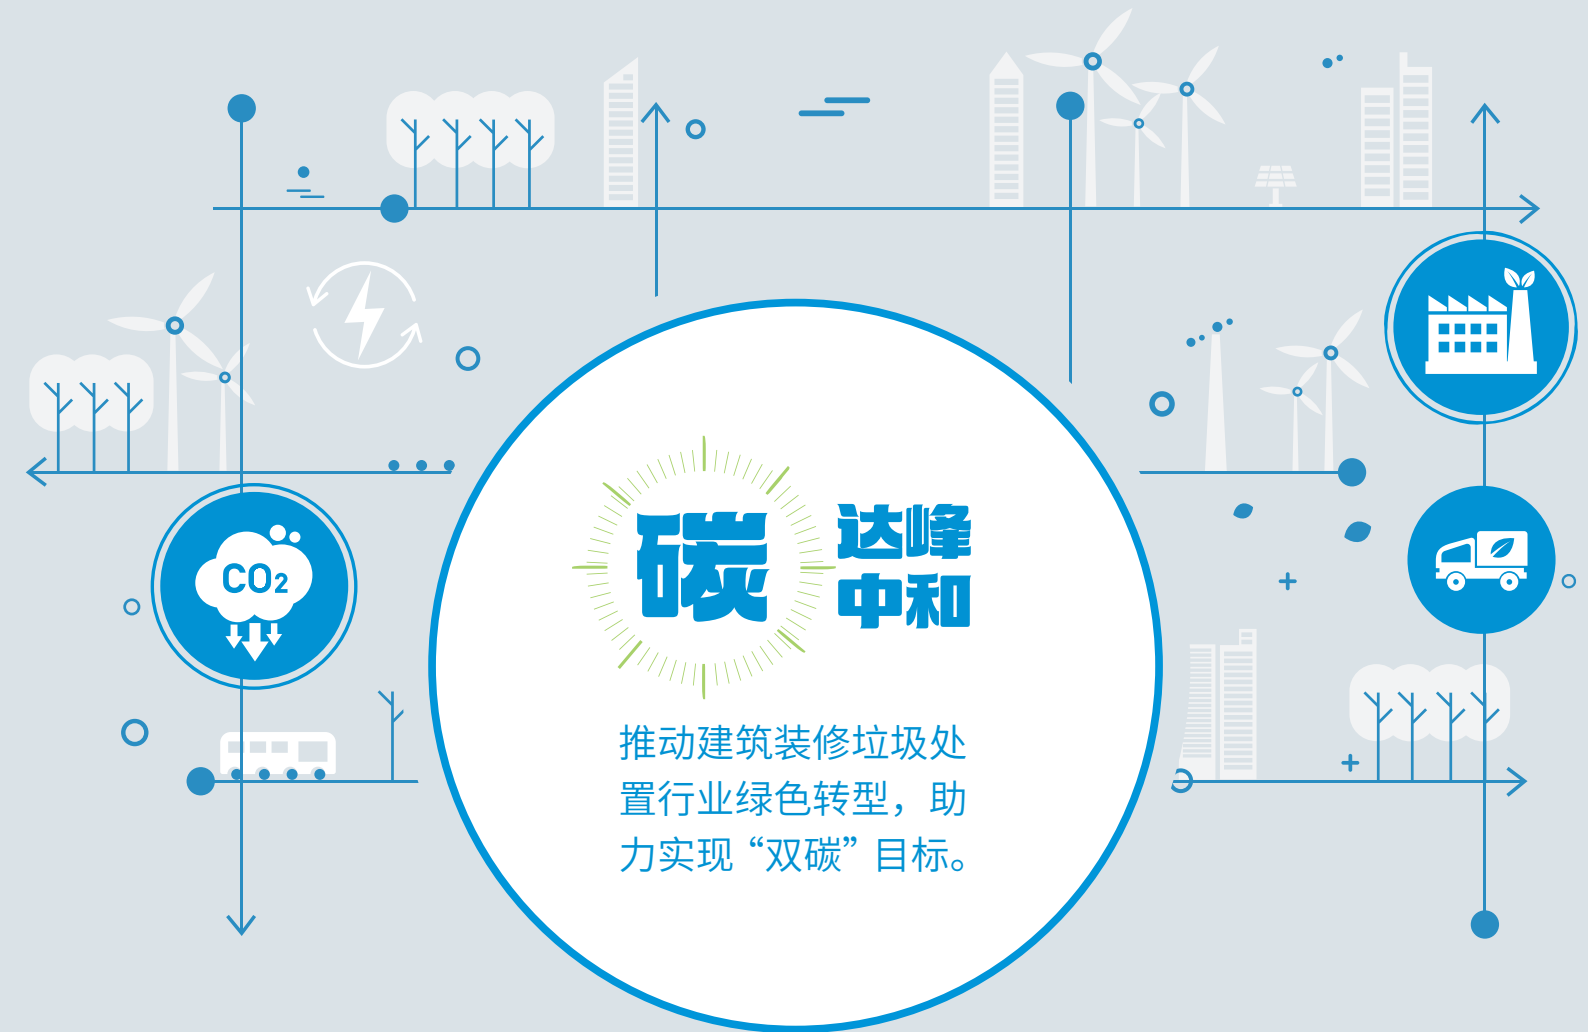 碳
达峰
中和
推动建筑装修垃圾处
置行业绿色转型，助
力实现“双碳”目标。
CO₂